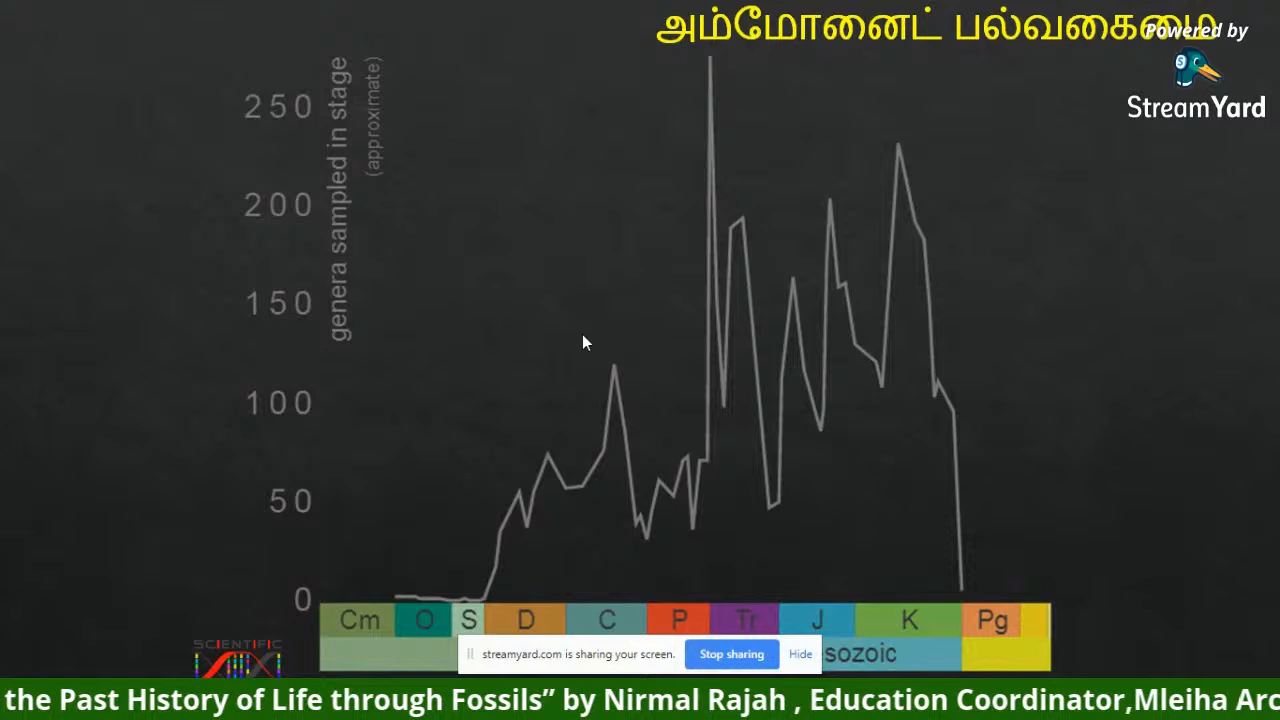 அம்மோனைட் பல்வகைமை
Powered by
StreamYard
genera sampled in stage
(approximate)
250
200
150
100
50
0
Cm O S D C P Tr J K Pg
sozoic
streamyard.com is sharing your screen. Stop sharing Hide
SCIENTIFIC
the Past History of Life through Fossils” by Nirmal Rajah , Education Coordinator,Mleiha Arc